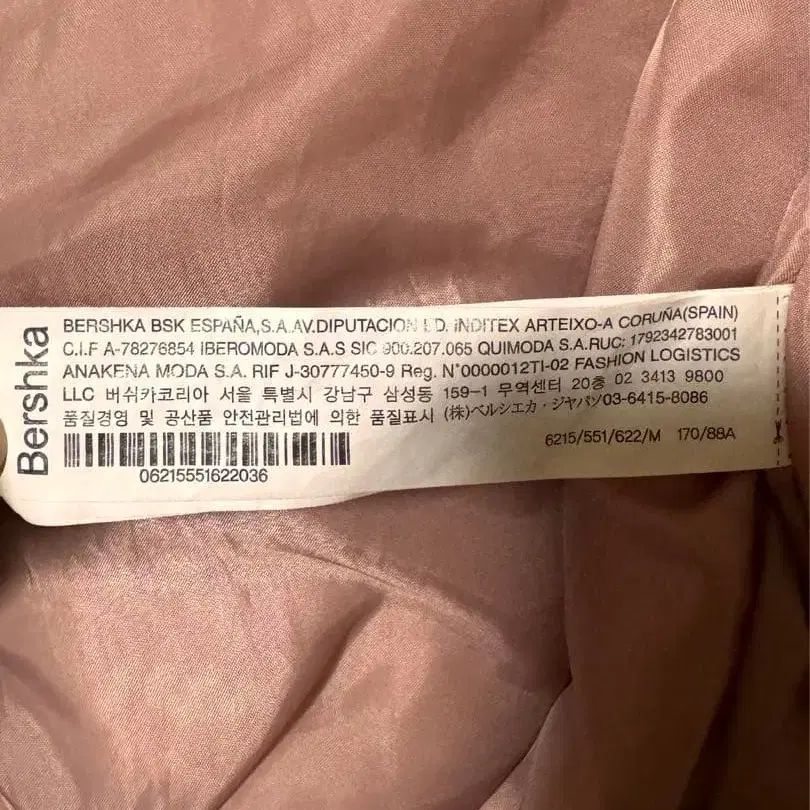 Bershka
BERSHKA BSK ESPAÑA,S.A.AV.DIPUTACION ED. INDITEX ARTEIXO-A CORUÑA(SPAIN)
C.I.F A-78276854 IBEROMODA S.A.S SIC 900.207.065 QUIMODA S.A.RUC: 1792342783001
ANAKENA MODA S.A. RIF J-30777450-9 Reg. N°0000012TI-02 FASHION LOGISTICS
LLC 버쉬카코리아 서울 특별시 강남구 삼성동 159-1 무역센터 20층 02 3413 9800
품질경영 및 공산품 안전관리법에 의한 품질표시 (株)ベルシエカ・ジャパン03-6415-8086
6215/551/622/M 170/88A
06215551622036